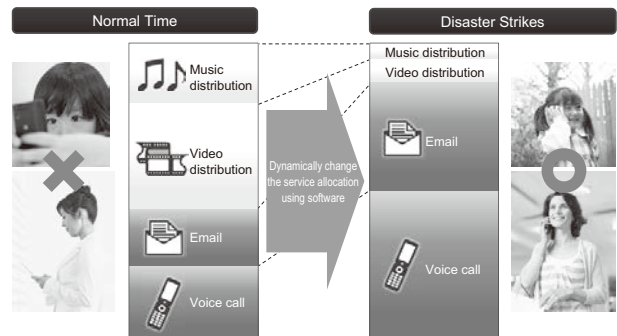 Normal Time
Disaster Strikes
Music
distribution
Video
distribution
Email
Voice call
Dynamically change
the service allocation
using software
Music distribution
Video distribution
Email
Voice call